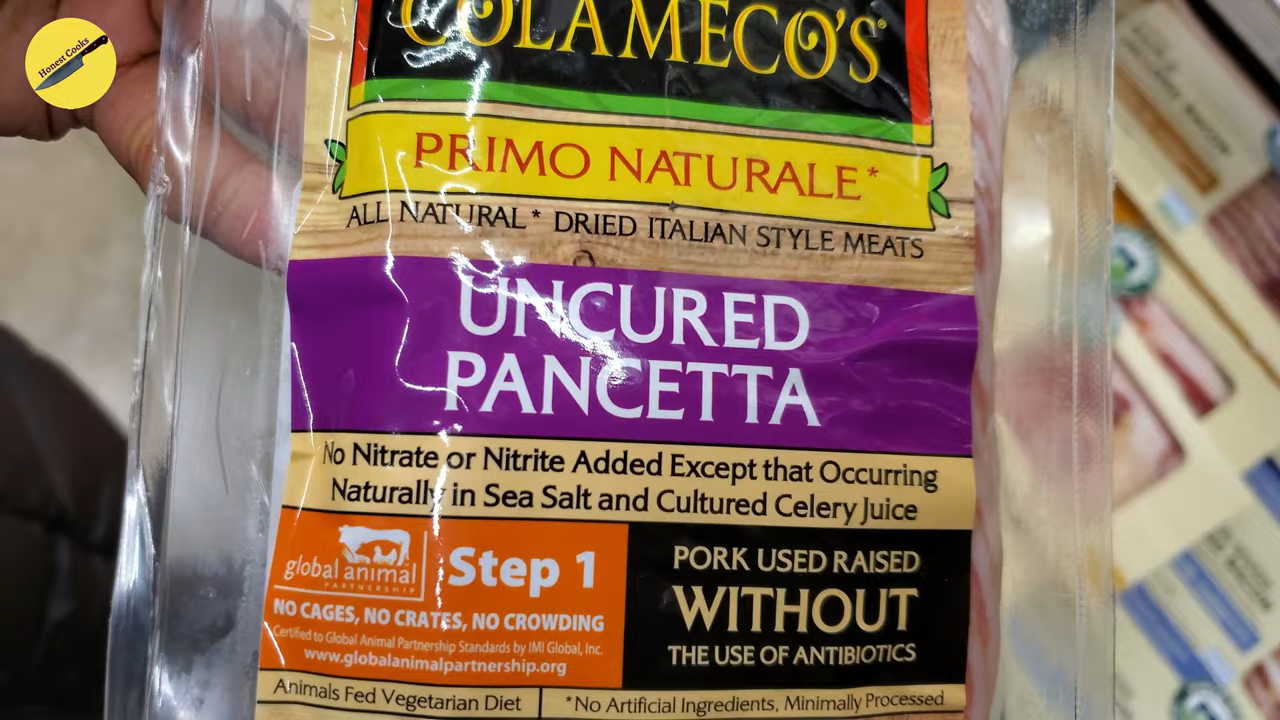 Honest Cooks
COLAMECO'S®
PRIMO NATURALE*
ALL NATURAL* DRIED ITALIAN STYLE MEATS
UNCURED
PANCETTA
No Nitrate or Nitrite Added Except that Occurring
Naturally in Sea Salt and Cultured Celery Juice
global animal
PARTNERSHIP
Step 1
NO CAGES, NO CRATES, NO CROWDING
Certified to Global Animal Partnership Standards by IMI Global, Inc.
www.globalanimalpartnership.org
PORK USED RAISED
WITHOUT
THE USE OF ANTIBIOTICS
Animals Fed Vegetarian Diet
*No Artificial Ingredients, Minimally Processed